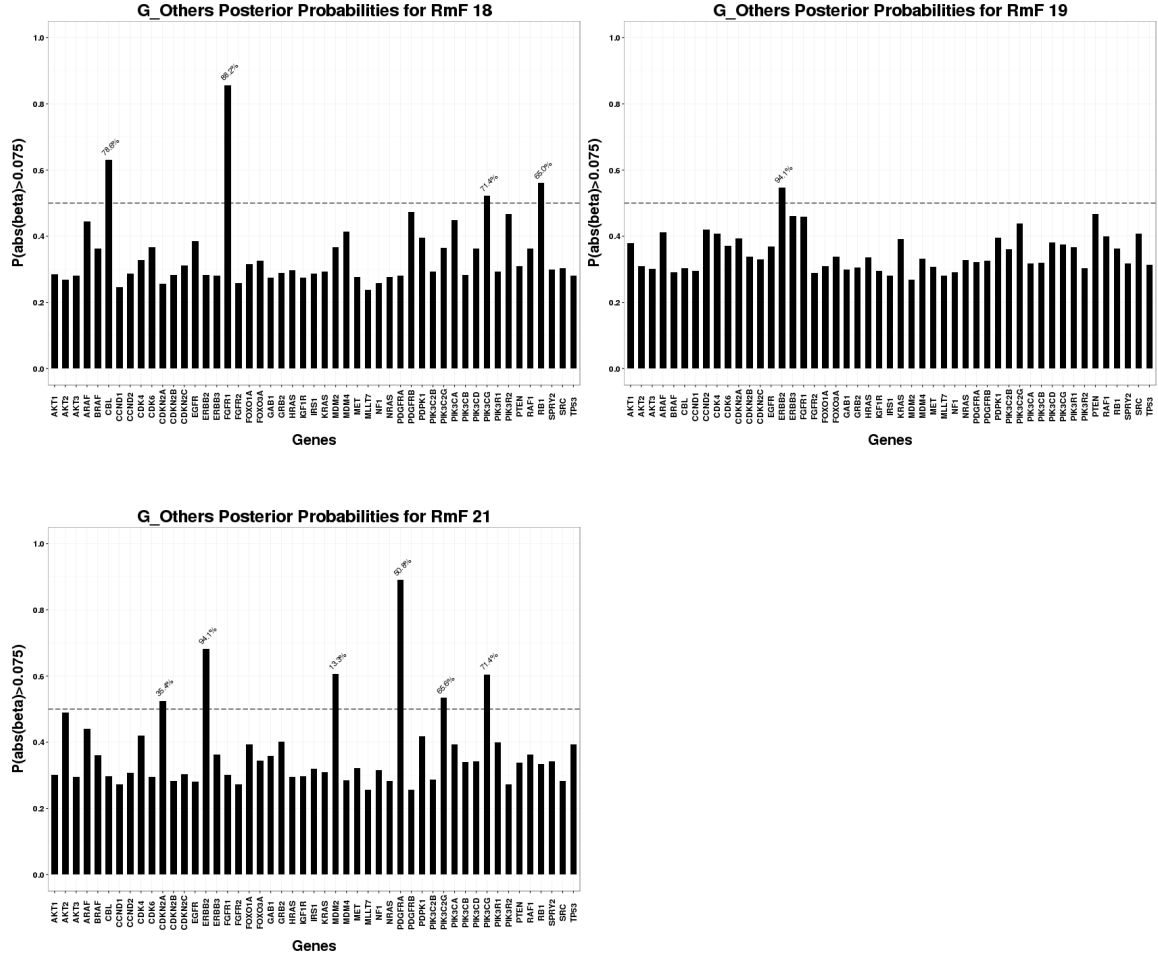 G_Others Posterior Probabilities for RmF 18
P(abs(beta)>0.075)
1.0
0.8
0.6
0.4
0.2
0.0
78.6%
88.2%
71.4%
65.0%
AKT1 AKT2 AKT3 ARAF BRAF CBL CCND1 CCND2 CDK4 CDK6 CDKN2A CDKN2B CDKN2C EGFR ERBB2 ERBB3 FGFR1 FGFR2 FOXO1A FOXO3A GAB1 GRB2 HRAS IGF1R IRS1 KRAS MDM2 MDM4 MET MLLT7 NF1 NRAS PDGFRA PDGFRB PDPK1 PIK3C2B PIK3C2G PIK3CA PIK3CB PIK3CD PIK3CG PIK3R1 PIK3R2 PTEN RAF1 RB1 SPRY2 SRC TP53
Genes
G_Others Posterior Probabilities for RmF 19
P(abs(beta)>0.075)
1.0
0.8
0.6
0.4
0.2
0.0
94.1%
AKT1 AKT2 AKT3 ARAF BRAF CBL CCND1 CCND2 CDK4 CDK6 CDKN2A CDKN2B CDKN2C EGFR ERBB2 ERBB3 FGFR1 FGFR2 FOXO1A FOXO3A GAB1 GRB2 HRAS IGF1R IRS1 KRAS MDM2 MDM4 MET MLLT7 NF1 NRAS PDGFRA PDGFRB PDPK1 PIK3C2B PIK3C2G PIK3CA PIK3CB PIK3CD PIK3CG PIK3R1 PIK3R2 PTEN RAF1 RB1 SPRY2 SRC TP53
Genes
G_Others Posterior Probabilities for RmF 21
P(abs(beta)>0.075)
1.0
0.8
0.6
0.4
0.2
0.0
35.4%
94.1%
13.3%
50.8%
65.6%
71.4%
AKT1 AKT2 AKT3 ARAF BRAF CBL CCND1 CCND2 CDK4 CDK6 CDKN2A CDKN2B CDKN2C EGFR ERBB2 ERBB3 FGFR1 FGFR2 FOXO1A FOXO3A GAB1 GRB2 HRAS IGF1R IRS1 KRAS MDM2 MDM4 MET MLLT7 NF1 NRAS PDGFRA PDGFRB PDPK1 PIK3C2B PIK3C2G PIK3CA PIK3CB PIK3CD PIK3CG PIK3R1 PIK3R2 PTEN RAF1 RB1 SPRY2 SRC TP53
Genes